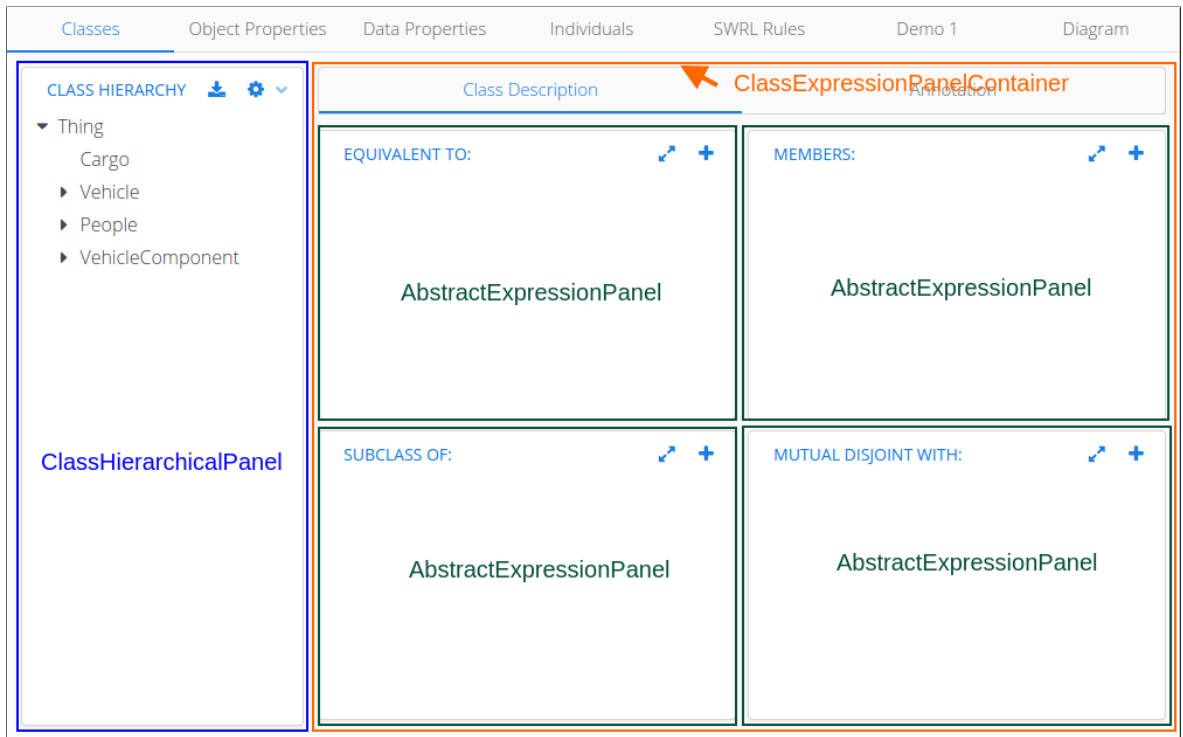 Classes Object Properties Data Properties Individuals SWRL Rules Demo 1 Diagram
CLASS HIERARCHY
Thing
Cargo
Vehicle
People
VehicleComponent
ClassHierarchicalPanel
Class Description
Annotation
ClassExpressionPanelContainer
EQUIVALENT TO:
AbstractExpressionPanel
MEMBERS:
AbstractExpressionPanel
SUBCLASS OF:
AbstractExpressionPanel
MUTUAL DISJOINT WITH:
AbstractExpressionPanel